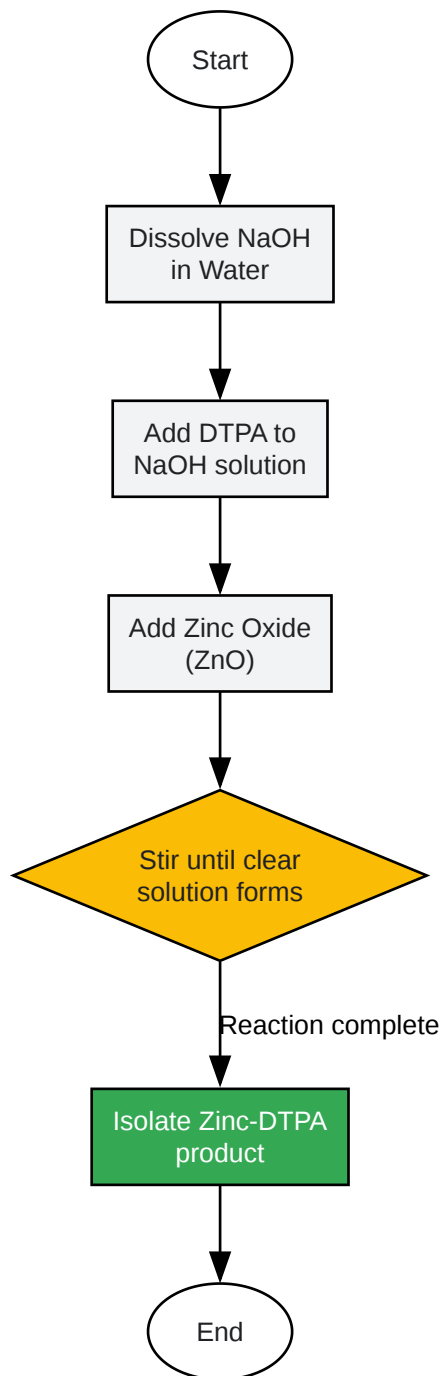 Start
Dissolve NaOH
in Water
Add DTPA to
NaOH solution
Add Zinc Oxide
(ZnO)
Stir until clear
solution forms
Reaction complete
Isolate Zinc-DTPA
product
End